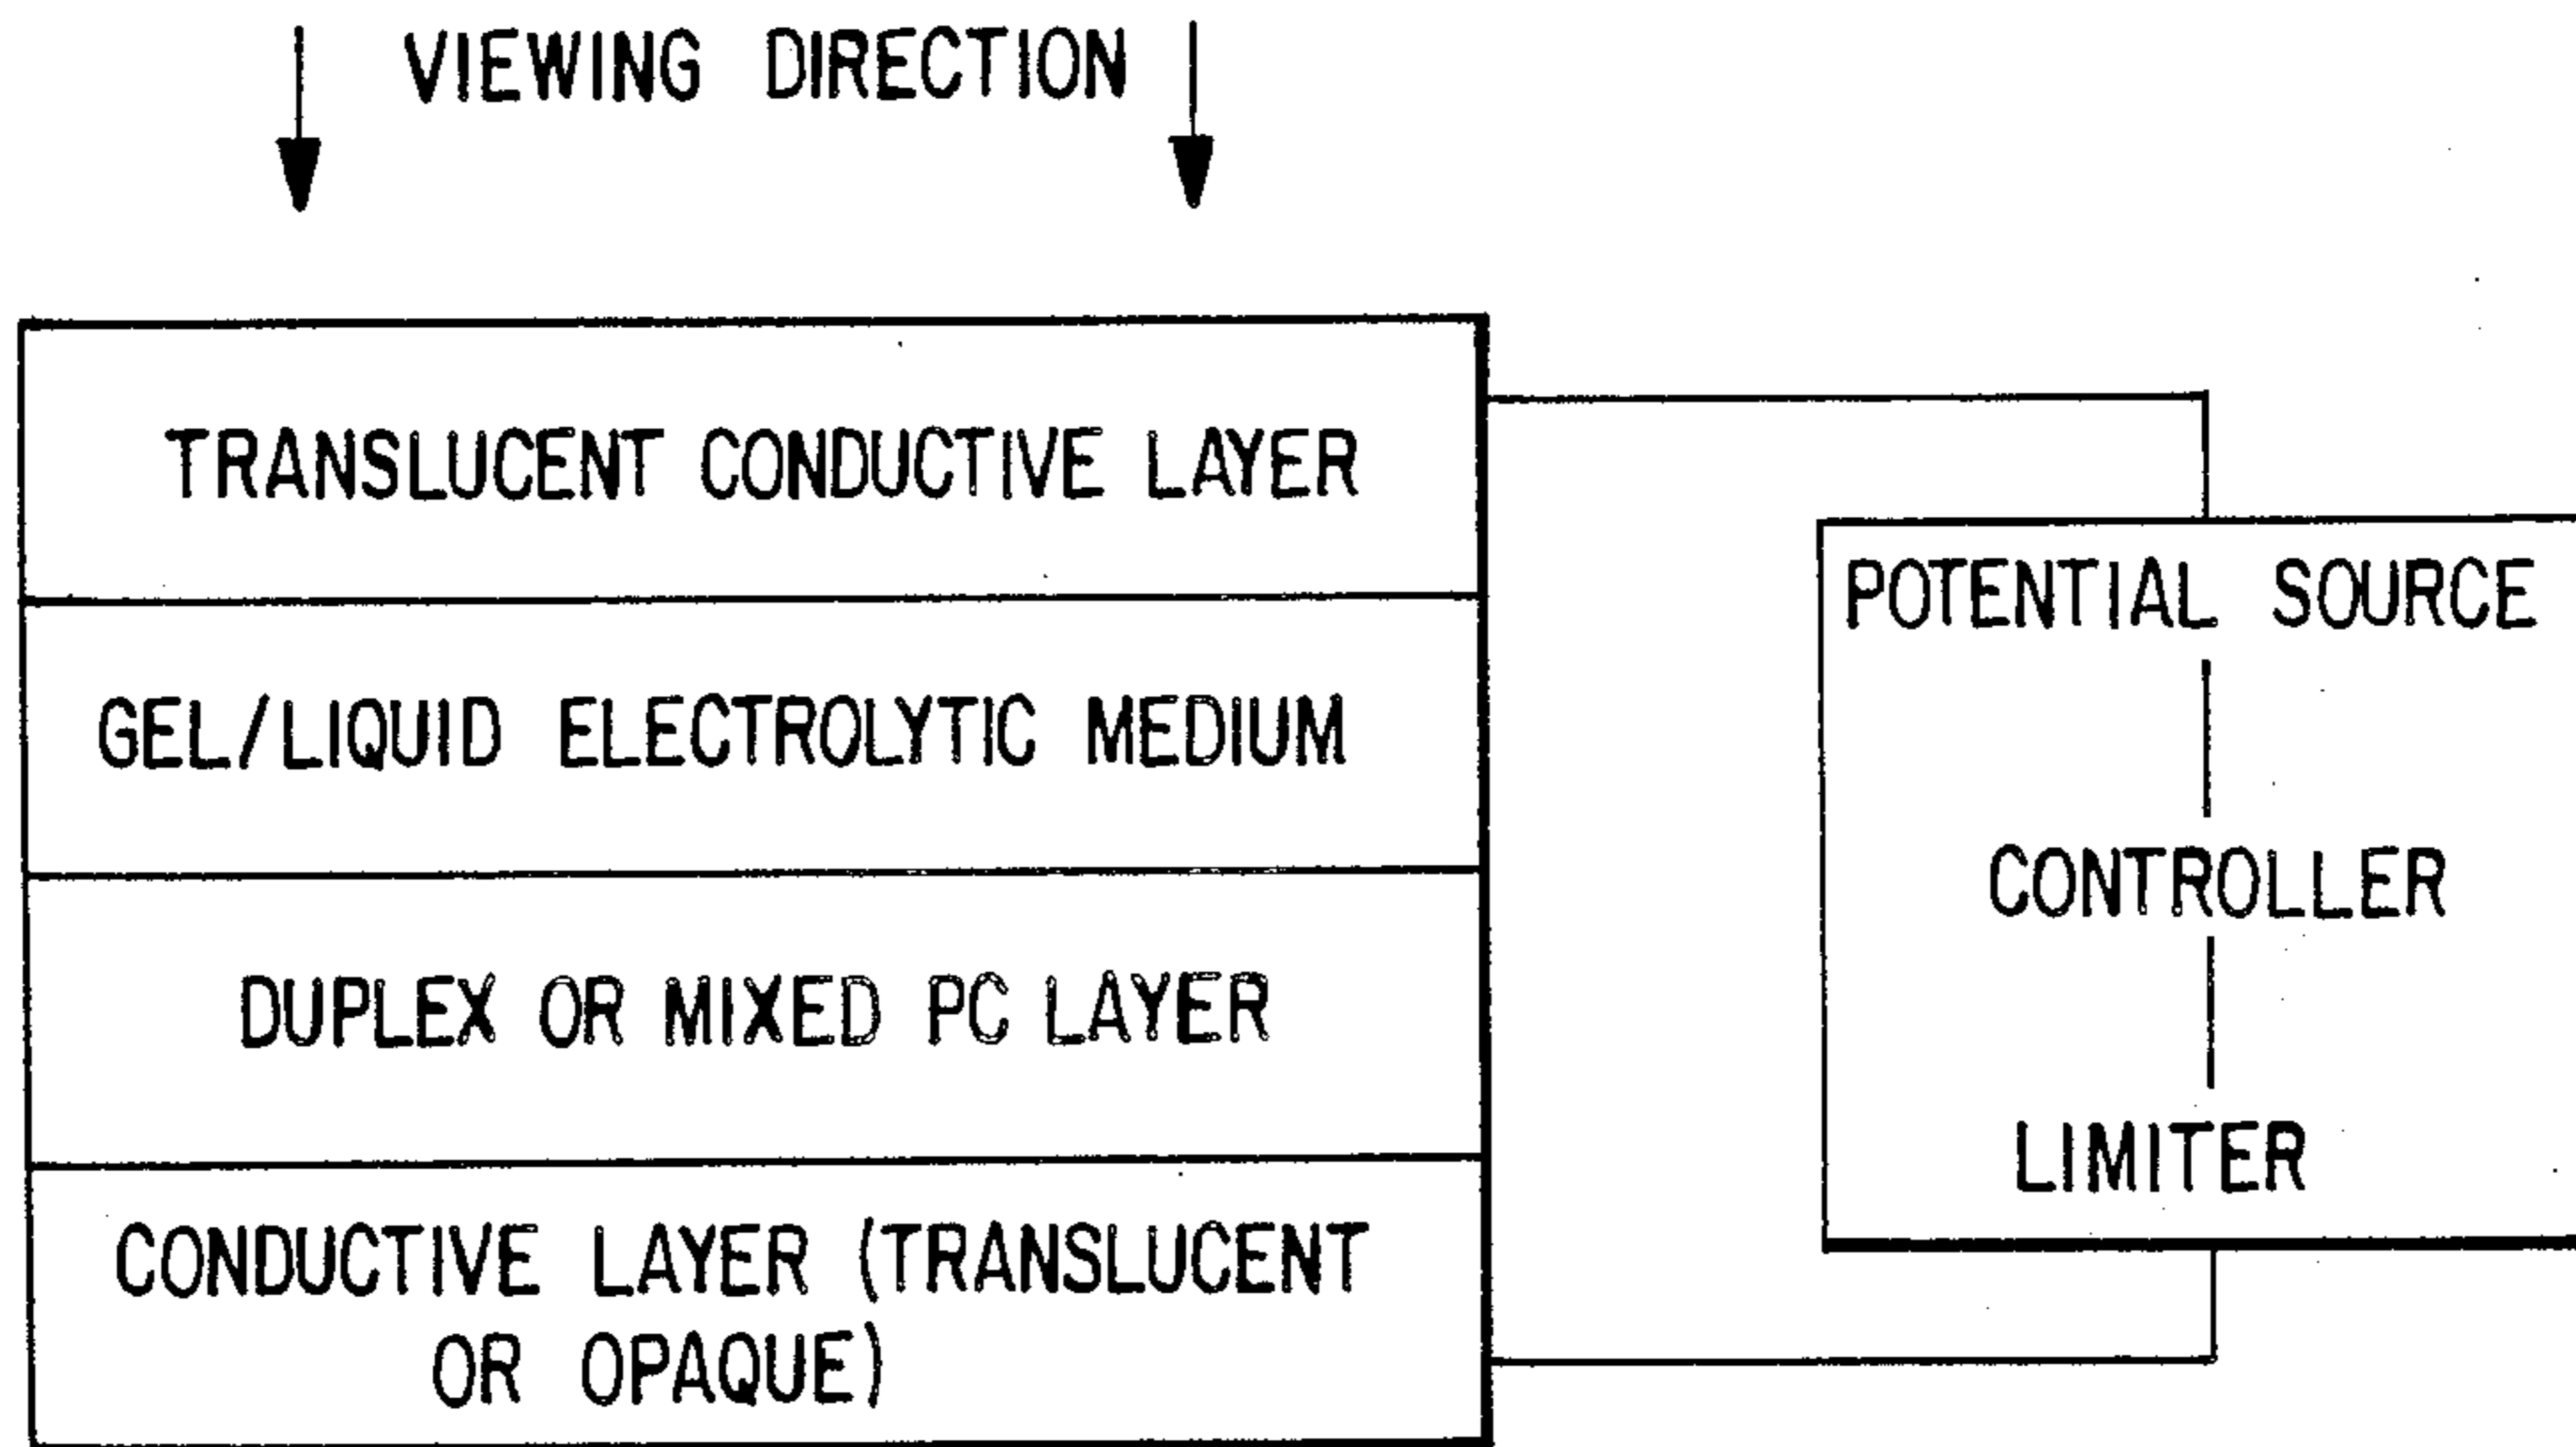 VIEWING DIRECTION
TRANSLUCENT CONDUCTIVE LAYER
GEL/LIQUID ELECTROLYTIC MEDIUM
DUPLEX OR MIXED PC LAYER
CONDUCTIVE LAYER (TRANSLUCENT
OR OPAQUE)
POTENTIAL SOURCE
CONTROLLER
LIMITER